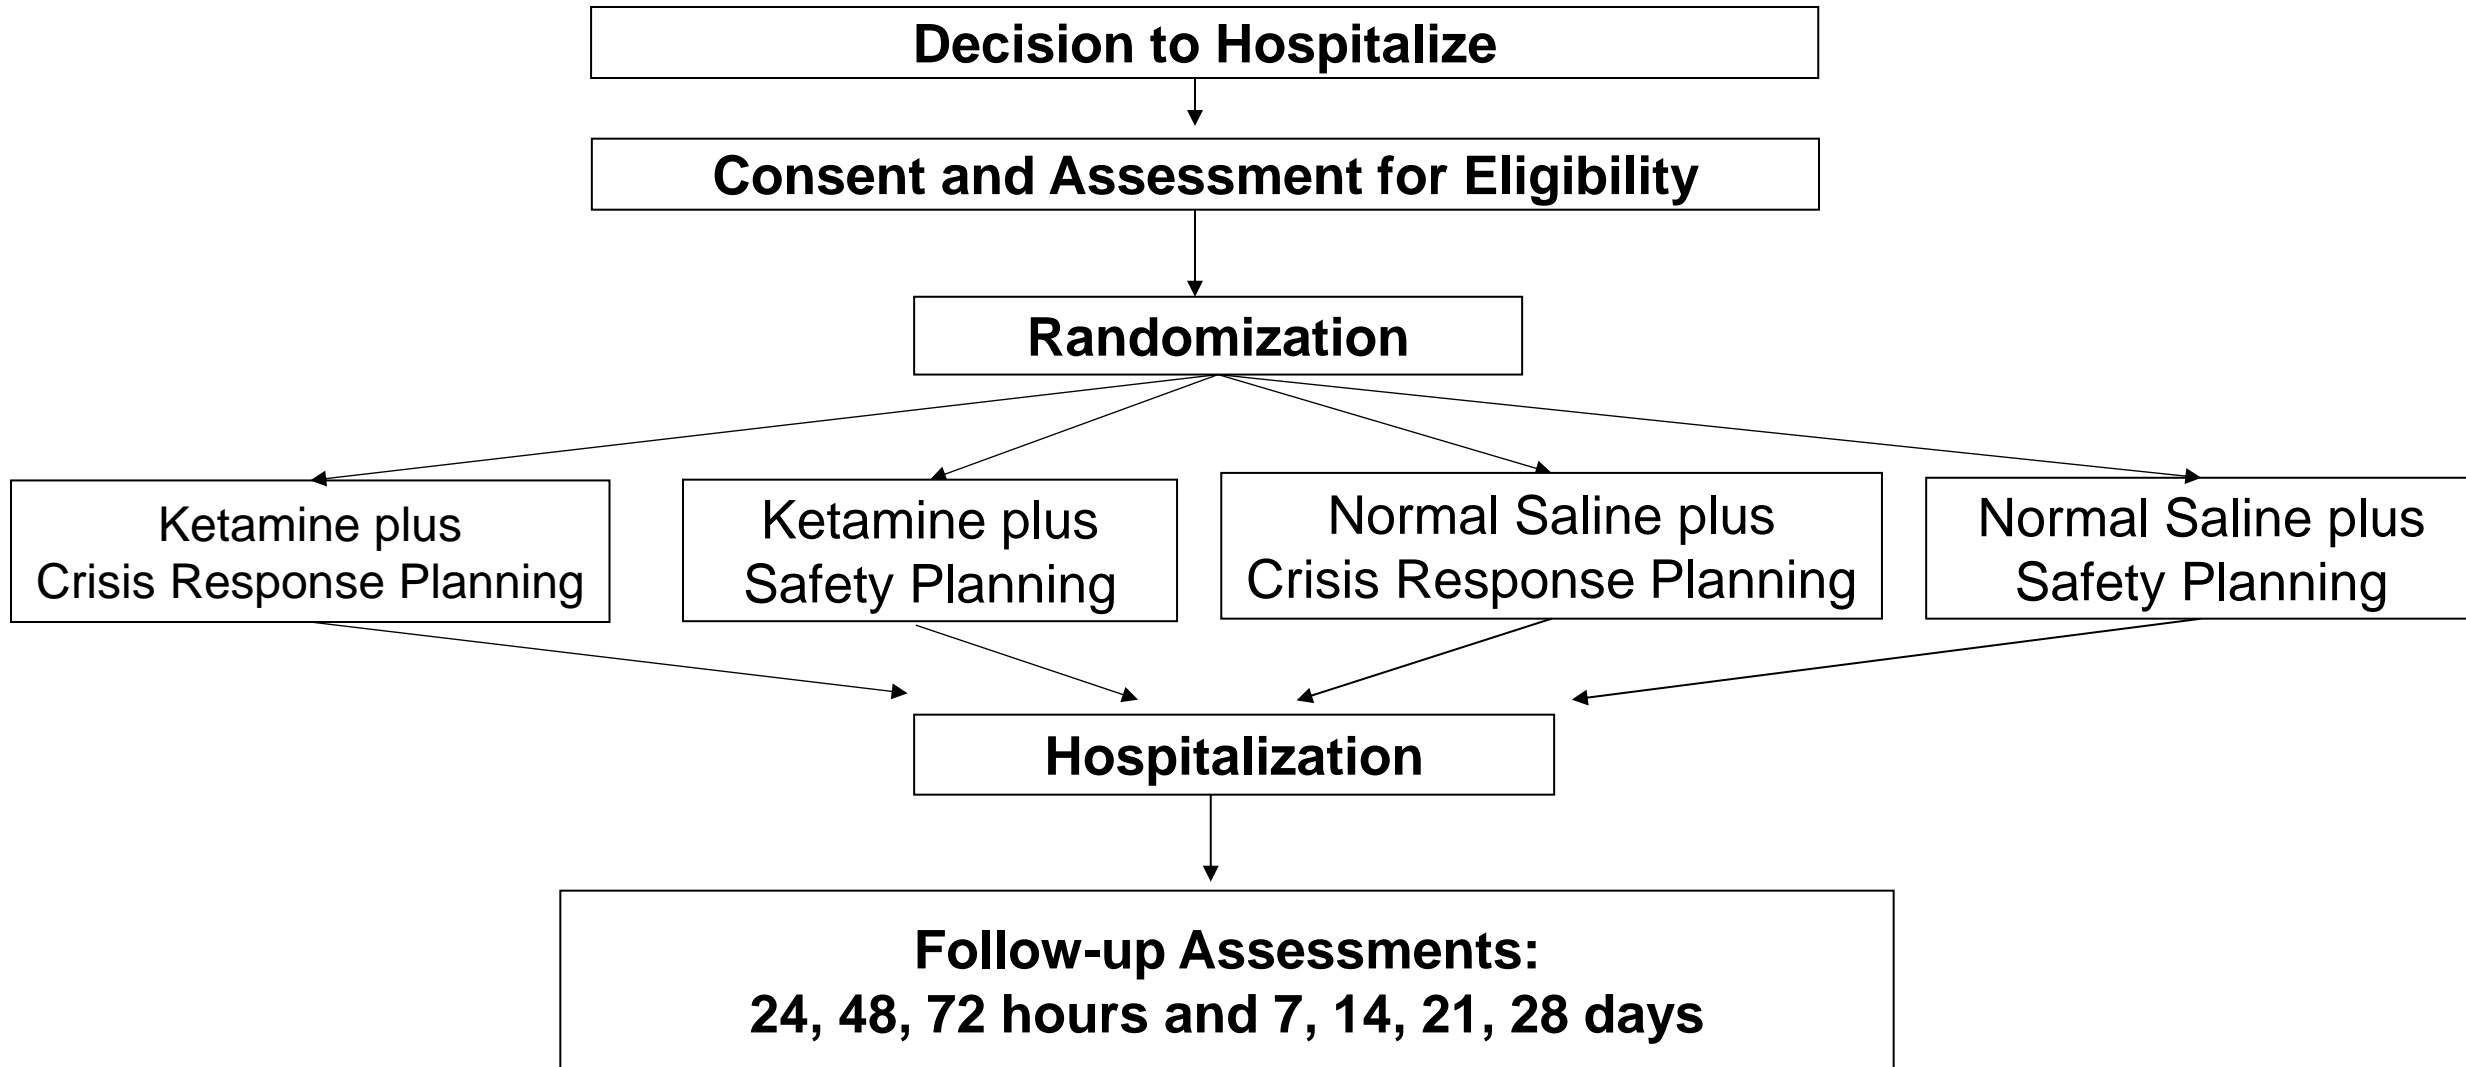 Decision to Hospitalize
Consent and Assessment for Eligibility
Randomization
Ketamine plus
Crisis Response Planning
Ketamine plus
Safety Planning
Normal Saline plus
Crisis Response Planning
Normal Saline plus
Safety Planning
Hospitalization
Follow-up Assessments:
24, 48, 72 hours and 7, 14, 21, 28 days